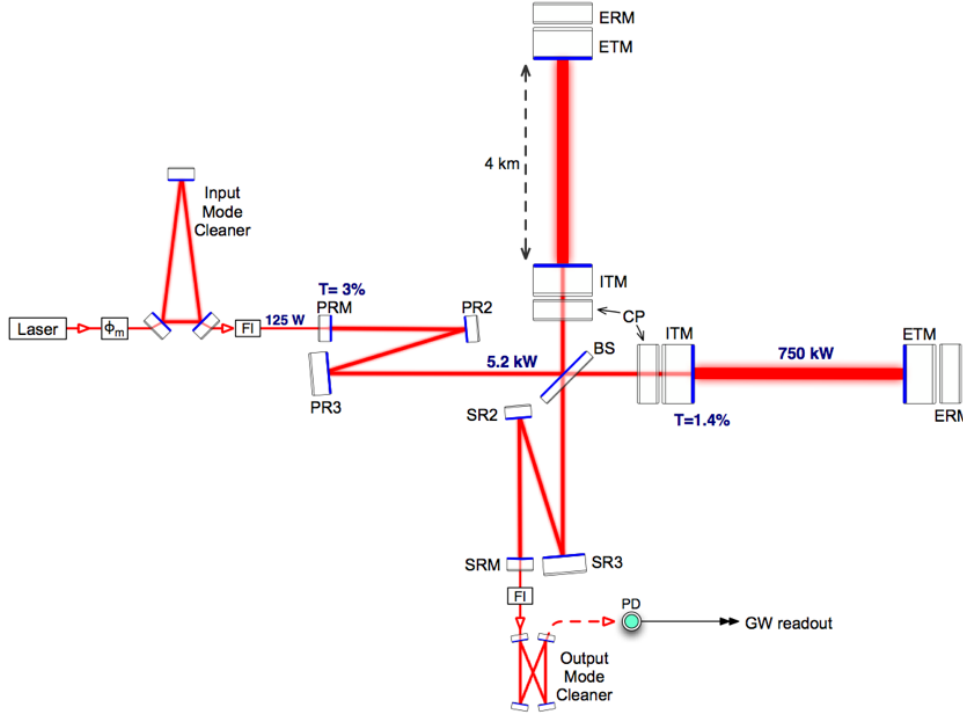 ERM
ETM
4 km
Input
Mode
Cleaner
ITM
T= 3%
PRM
PR2
CP
ITM
ETM
Laser
ϕm
FI
125 W
BS
750 kW
5.2 kW
PR3
SR2
T=1.4%
ERM
SRM
SR3
FI
PD
GW readout
Output
Mode
Cleaner